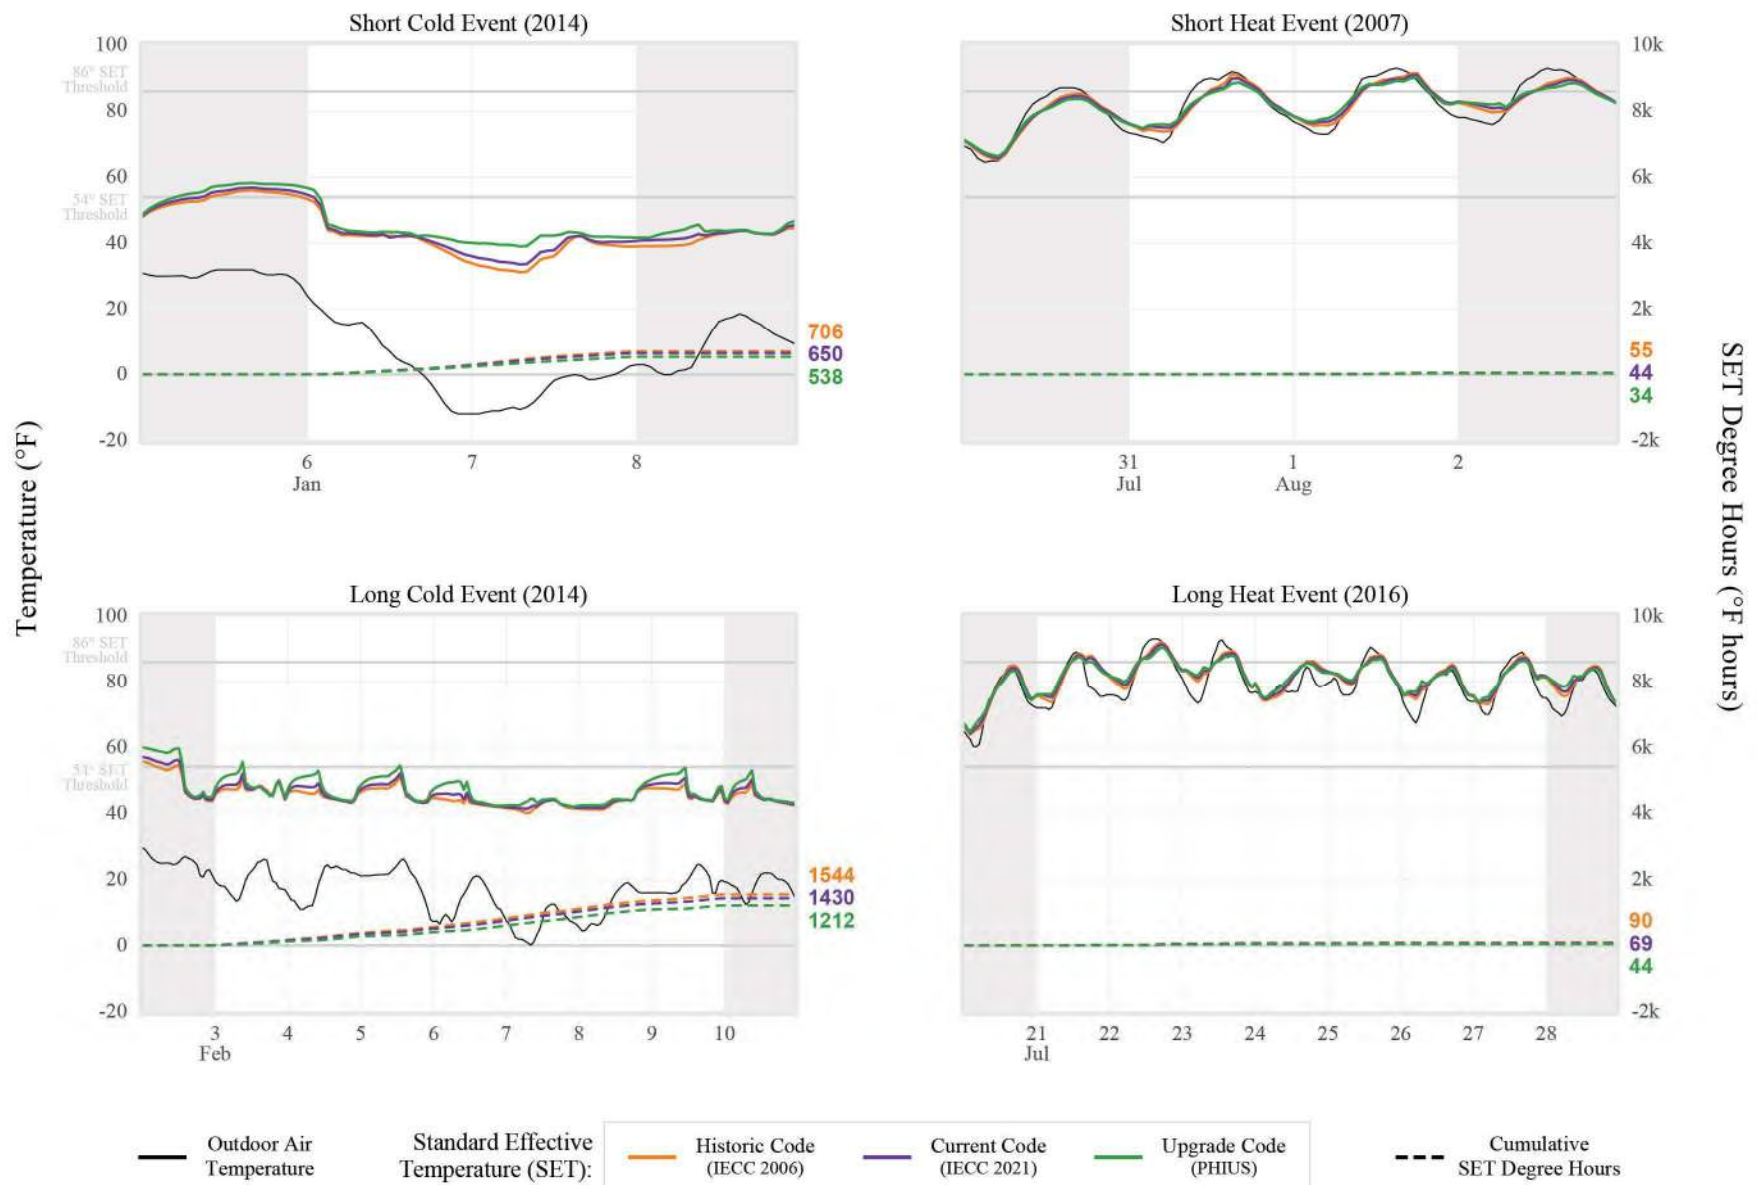 Short Cold Event (2014)
100
86° SET
Threshold
80
60
54° SET
Threshold
40
20
0
-20
6
Jan
7
8
706
650
538
Short Heat Event (2007)
10k
8k
6k
4k
2k
0
-2k
31
Jul
1
Aug
2
55
44
34
Temperature (°F)
SET Degree Hours (°F hours)
Long Cold Event (2014)
100
86° SET
Threshold
80
60
54° SET
Threshold
40
20
0
-20
3
Feb
4
5
6
7
8
9
10
1544
1430
1212
Long Heat Event (2016)
10k
8k
6k
4k
2k
-2k
21
Jul
22
23
24
25
26
27
28
90
69
44
Outdoor Air
Temperature
Standard Effective
Temperature (SET):
Historic Code
(IECC 2006)
Current Code
(IECC 2021)
Upgrade Code
(PHIUS)
Cumulative
SET Degree Hours